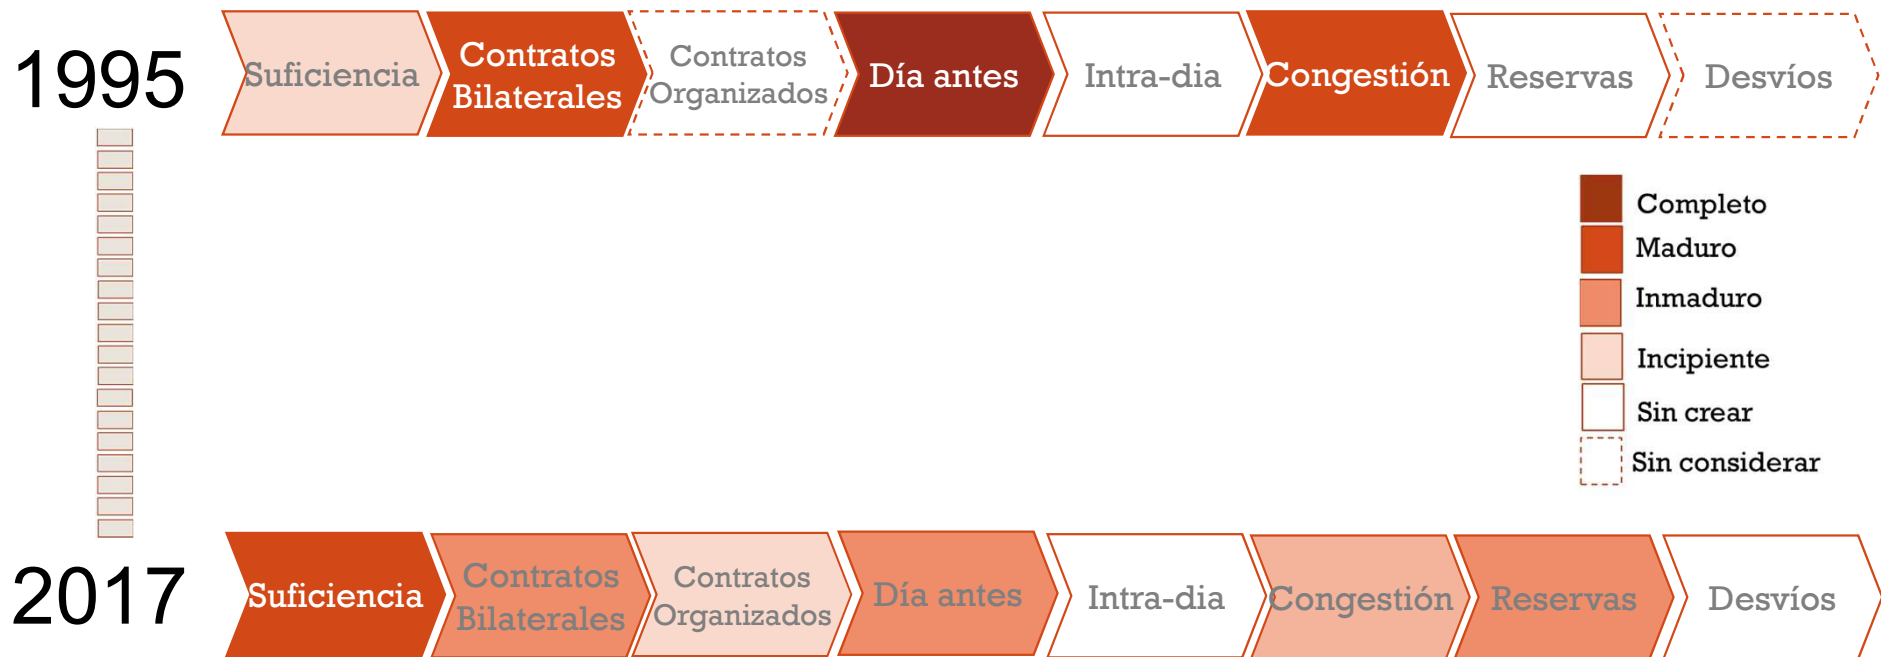 1995
Suficiencia
Contratos
Bilaterales
Contratos
Organizados
Día antes
Intra-dia
Congestión
Reservas
Desvíos
Completo
Maduro
Inmaduro
Incipiente
Sin crear
Sin considerar
2017
Suficiencia
Contratos
Bilaterales
Contratos
Organizados
Día antes
Intra-dia
Congestión
Reservas
Desvíos